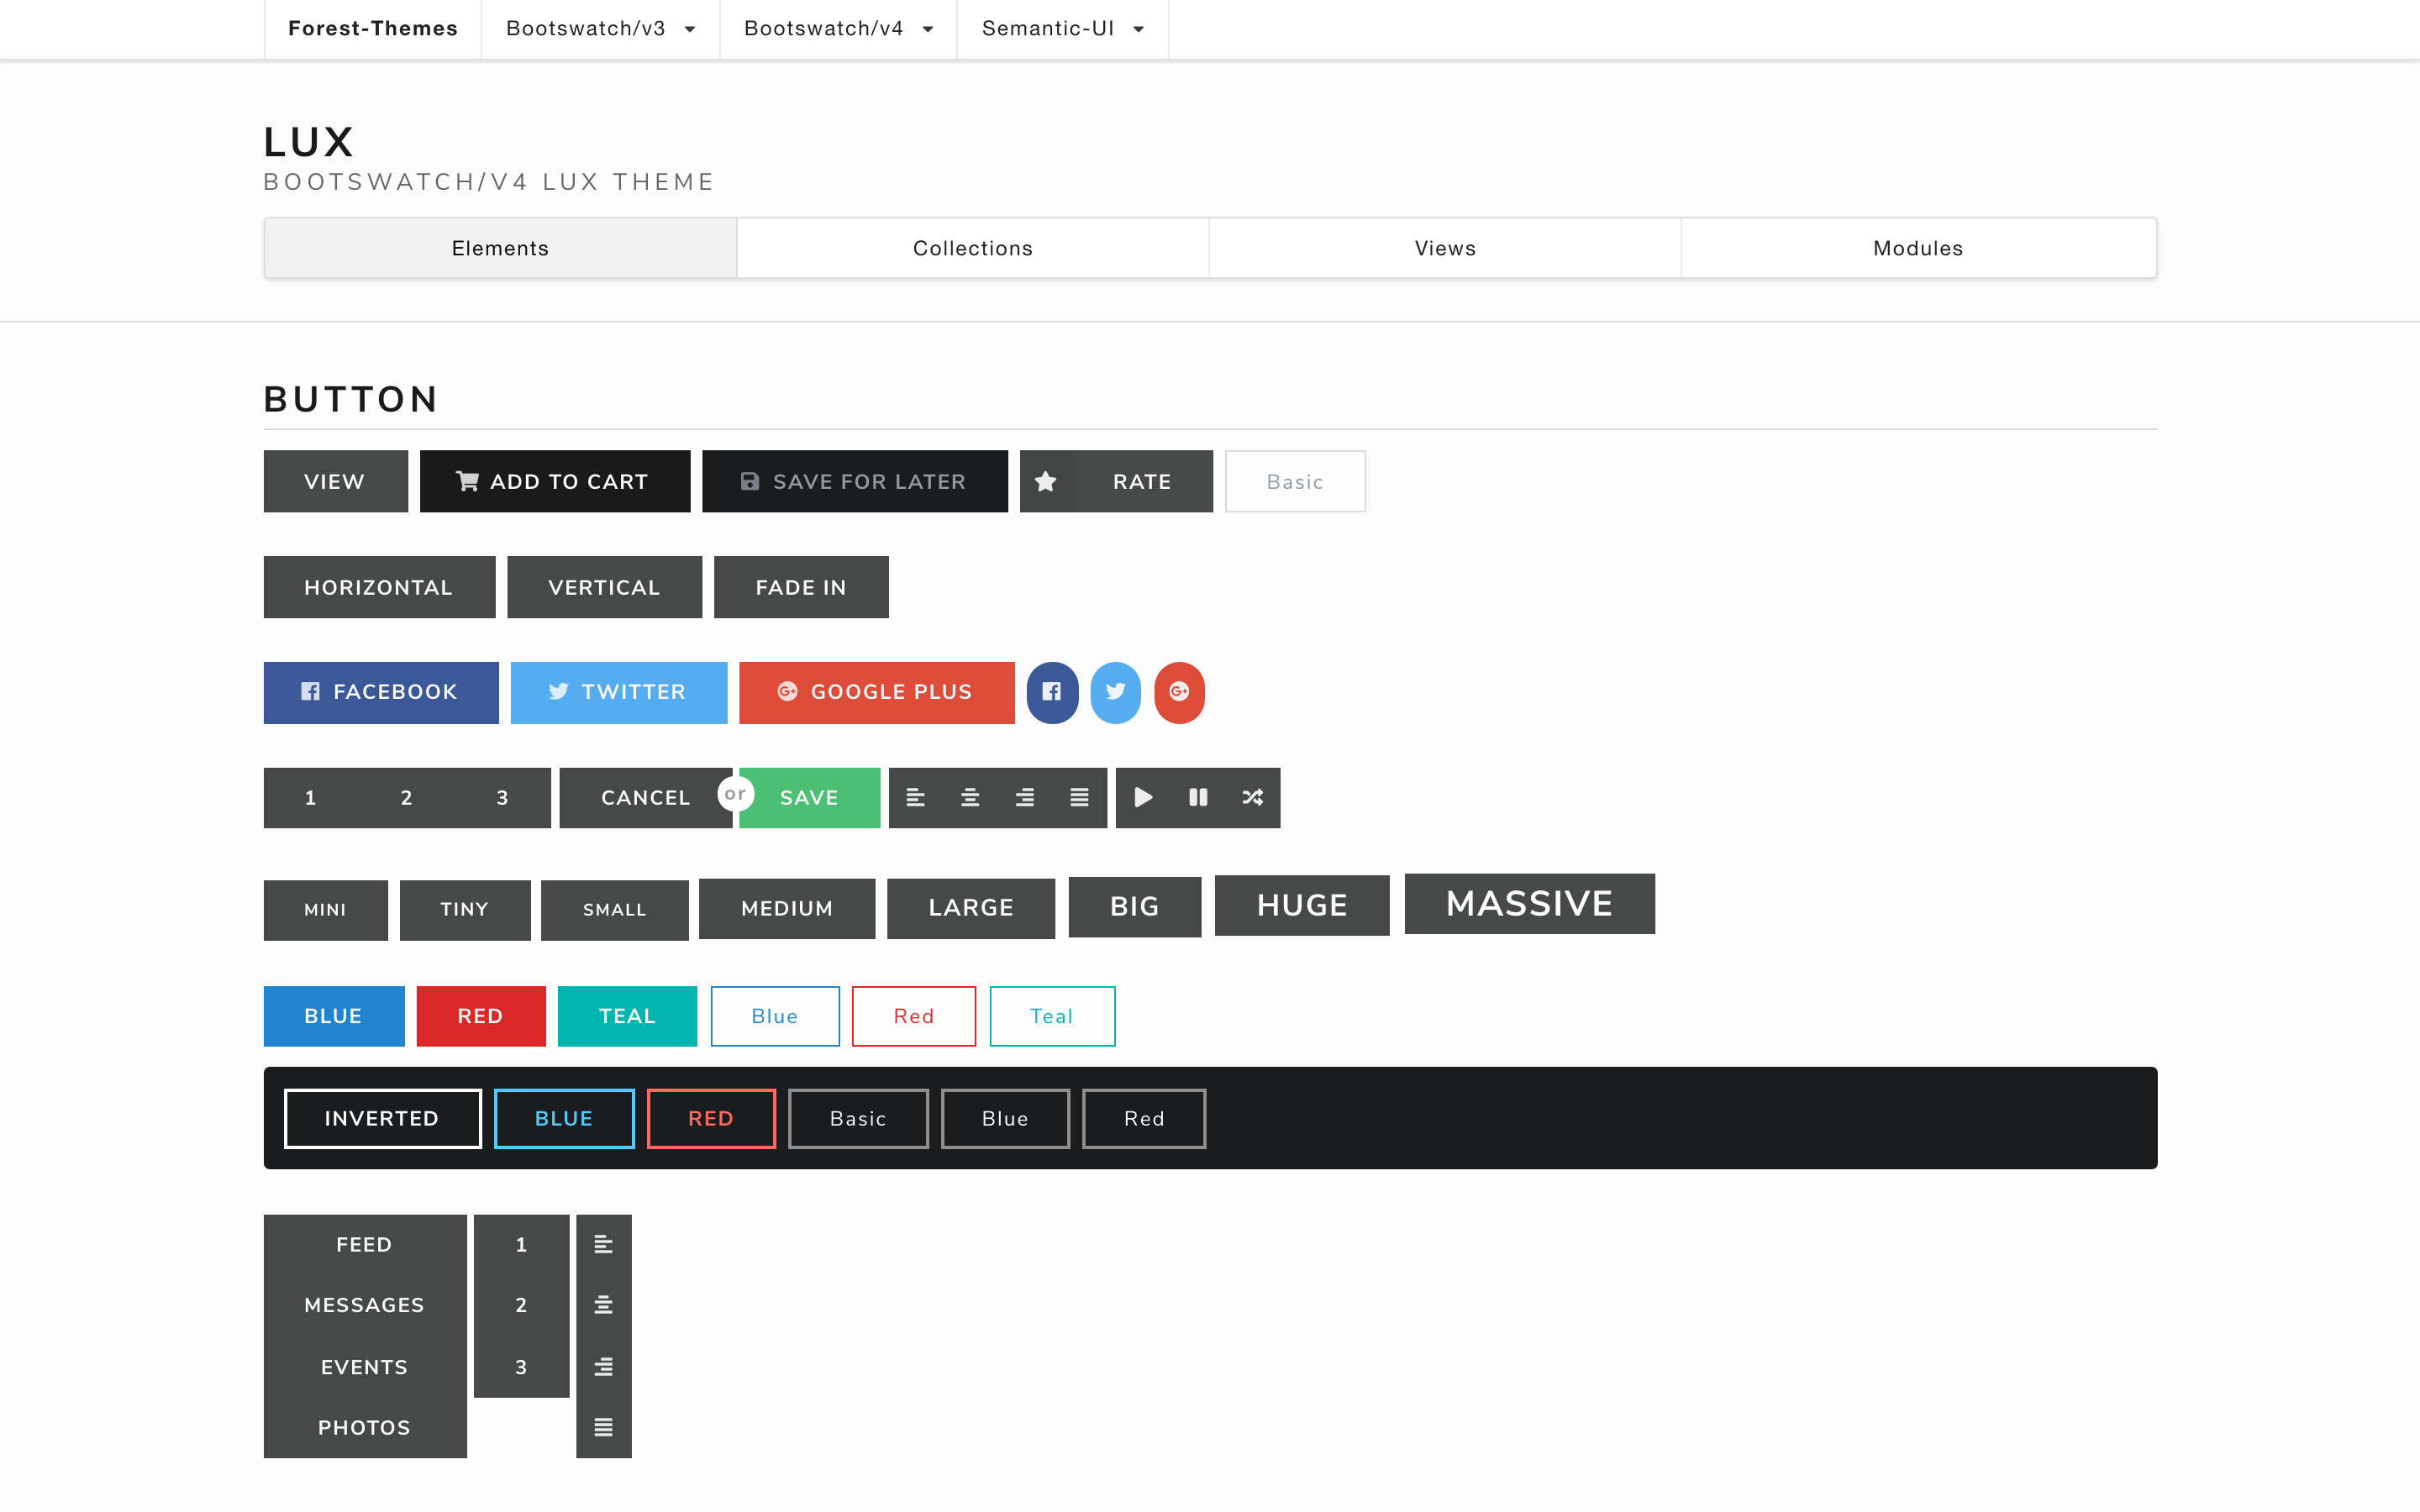 Forest-Themes Bootswatch/v3 Bootswatch/v4 Semantic-UI
LUX
BOOTSWATCH/V4 LUX THEME
Elements Collections Views Modules
BUTTON
VIEW ADD TO CART SAVE FOR LATER RATE Basic
HORIZONTAL VERTICAL FADE IN
FACEBOOK TWITTER GOOGLE PLUS
1 2 3 CANCEL or SAVE
MINI TINY SMALL MEDIUM LARGE BIG HUGE MASSIVE
BLUE RED TEAL Blue Red Teal
INVERTED BLUE RED Basic Blue Red
FEED 1
MESSAGES 2
EVENTS 3
PHOTOS